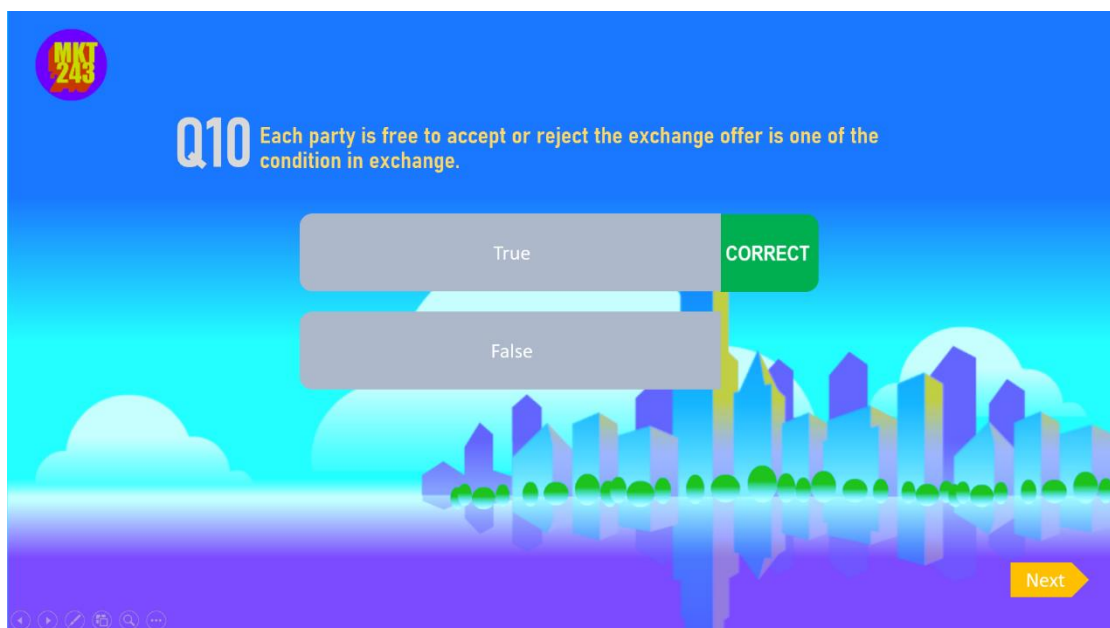 MKT
243
Q10
Each party is free to accept or reject the exchange offer is one of the
condition in exchange.
True
CORRECT
False
Next